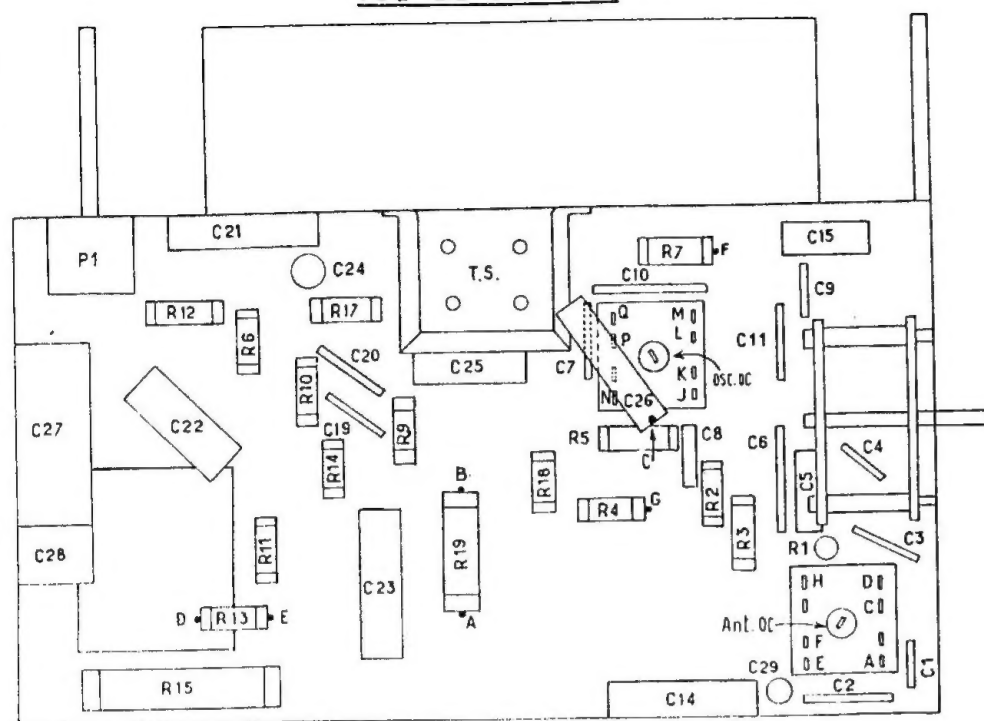 C21
P1
C24
T.S.
R7
F
C15
C10
C9
R12
R6
R17
Q
M
P
L
C11
C20
C7
OSC.OC
R10
C25
K
N
C26
J
C27
C22
C19
R9
R5
C8
C6
C4
C
R14
B
R18
C5
R2
G
R4
R3
C3
C28
R11
R19
R1
C23
H
D
C
D
R13
E
A
Ant.OC
F
E
A
C1
R15
C29
C14
C2